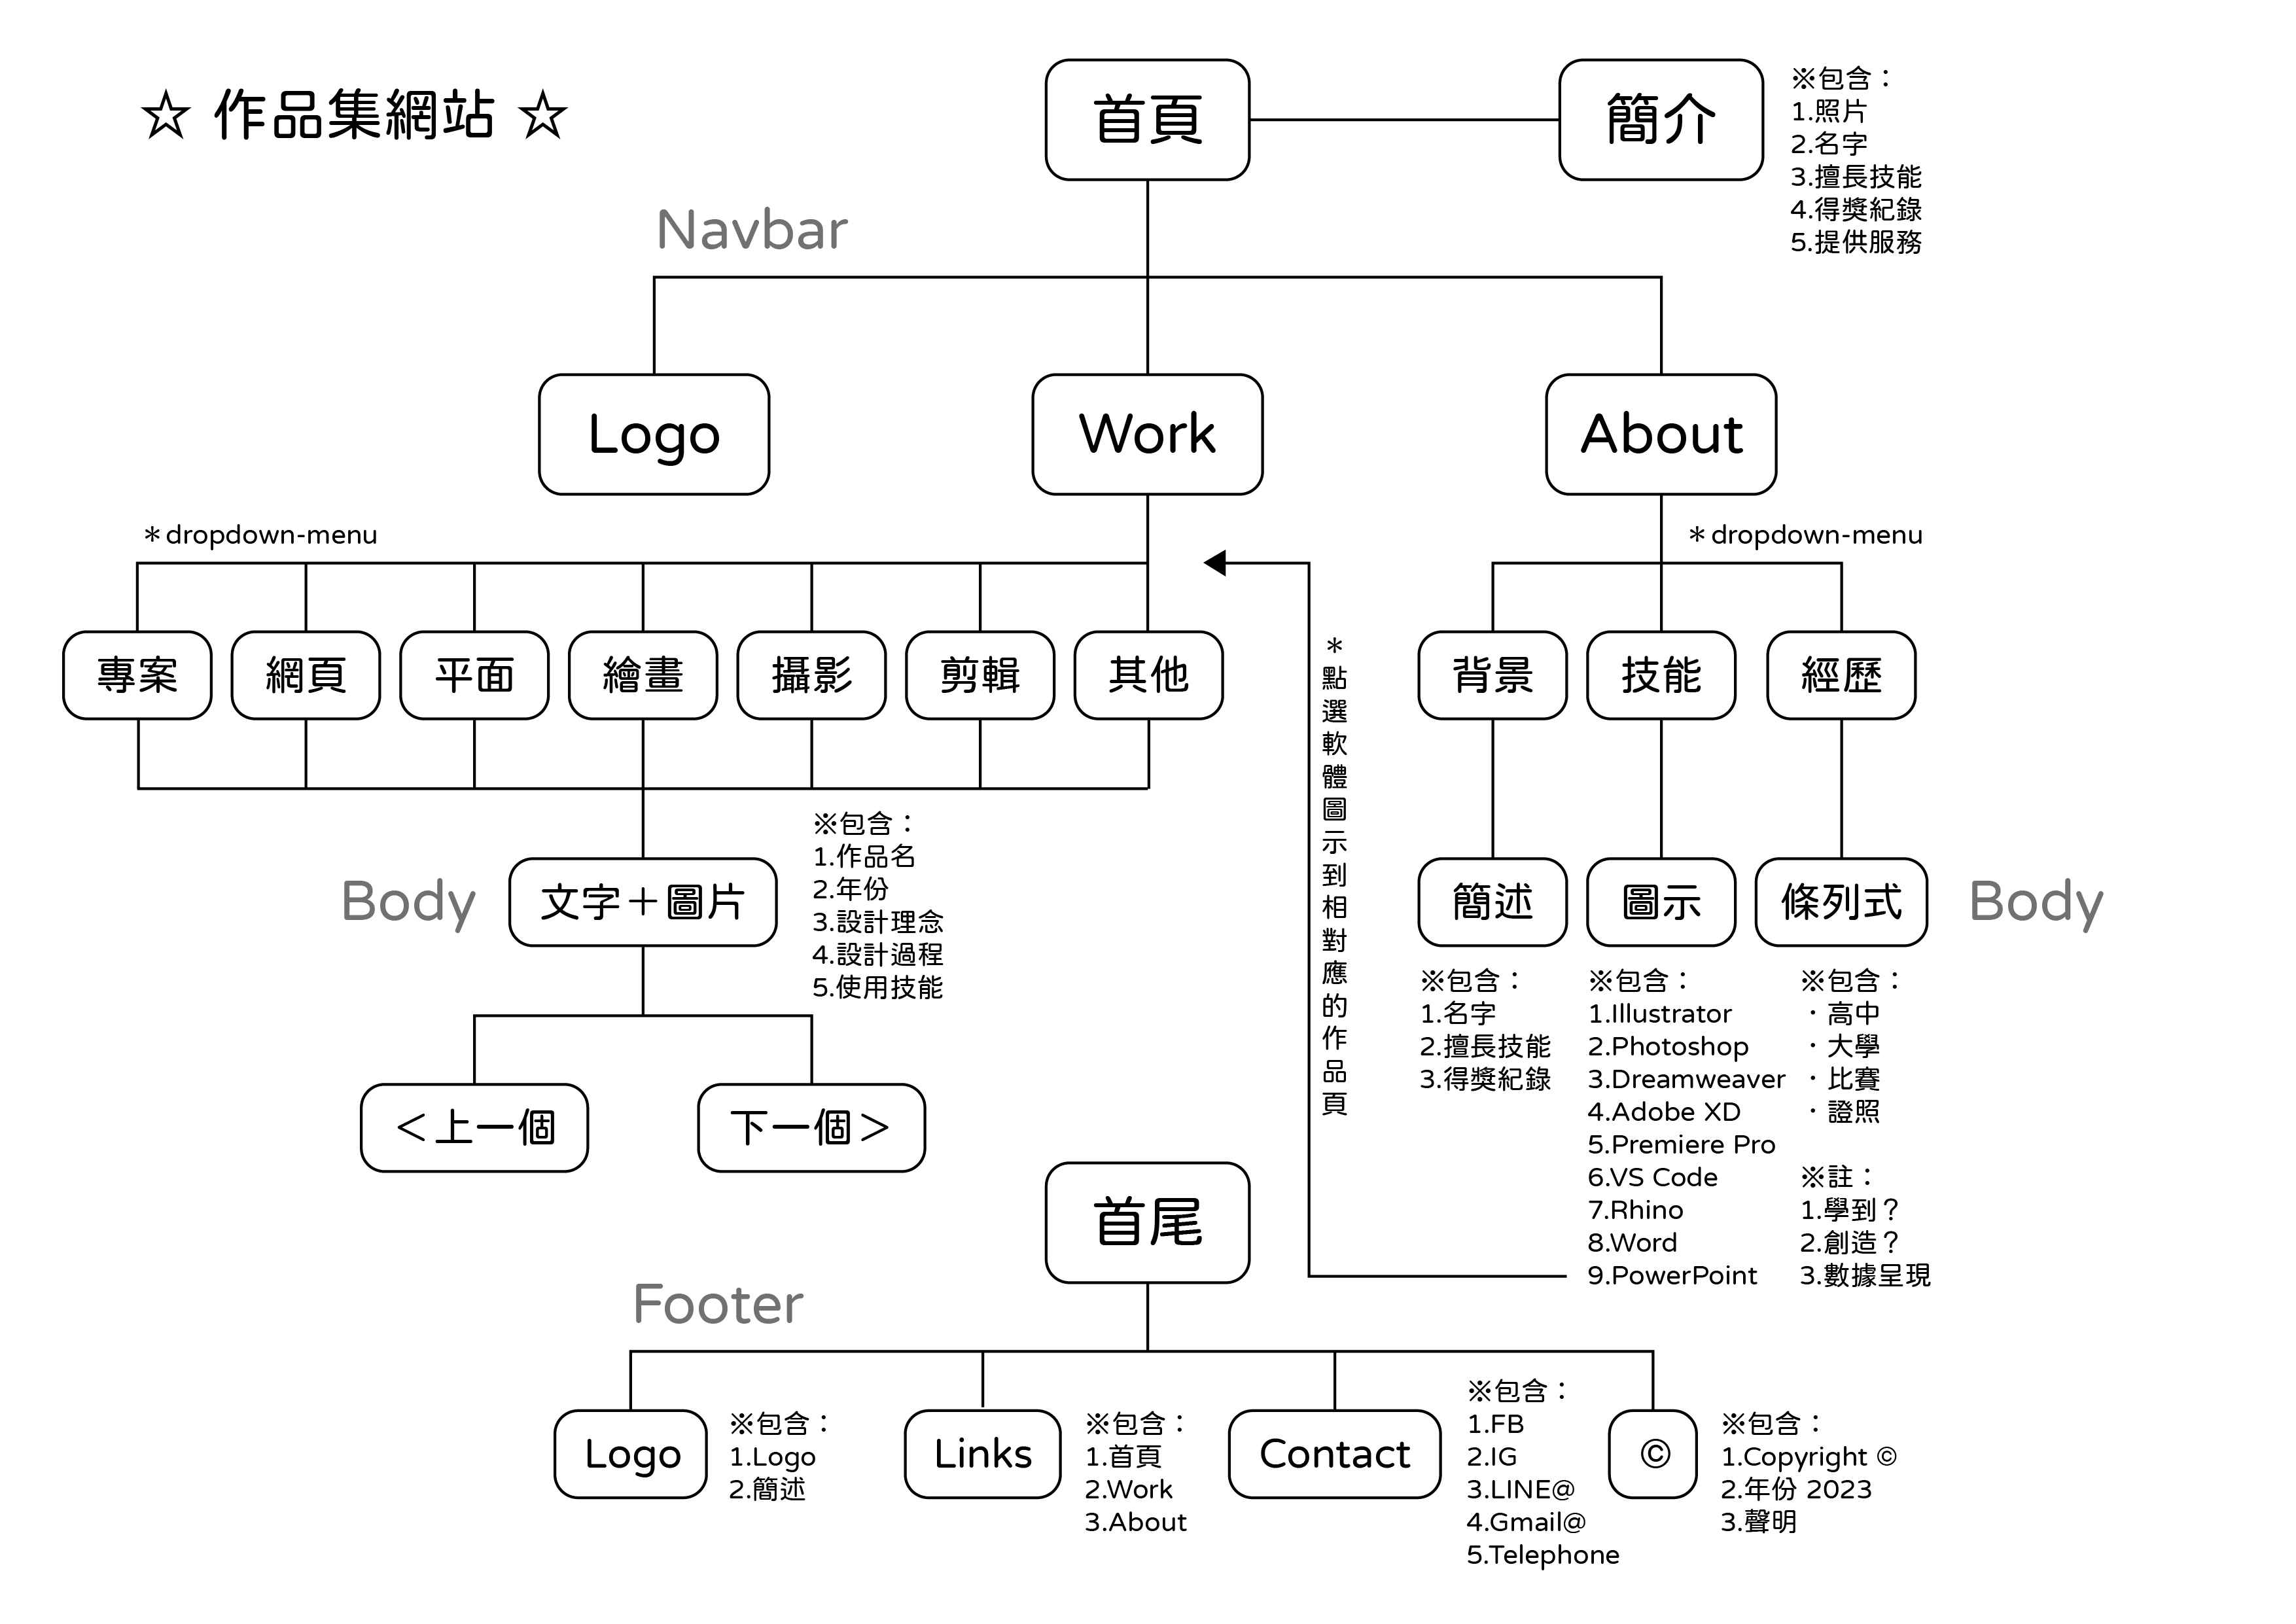 ☆ 作品集網站 ☆
首頁
簡介
※包含：
1.照片
2.名字
3.擅長技能
4.得獎紀錄
5.提供服務
Navbar
Logo
Work
About
＊dropdown-menu
＊dropdown-menu
專案
網頁
平面
繪畫
攝影
剪輯
其他
＊點選軟體圖示到相對應的作品頁
背景
技能
經歷
Body
文字＋圖片
※包含：
1.作品名
2.年份
3.設計理念
4.設計過程
5.使用技能
＜上一個
下一個＞
簡述
圖示
條列式
Body
※包含：
1.名字
2.擅長技能
3.得獎紀錄
※包含：
1.Illustrator
2.Photoshop
3.Dreamweaver
4.Adobe XD
5.Premiere Pro
6.VS Code
7.Rhino
8.Word
9.PowerPoint
※包含：
・高中
・大學
・比賽
・證照
※註：
1.學到？
2.創造？
3.數據呈現
首尾
Footer
Logo
※包含：
1.Logo
2.簡述
Links
※包含：
1.首頁
2.Work
3.About
Contact
※包含：
1.FB
2.IG
3.LINE@
4.Gmail@
5.Telephone
©
※包含：
1.Copyright ©
2.年份 2023
3.聲明